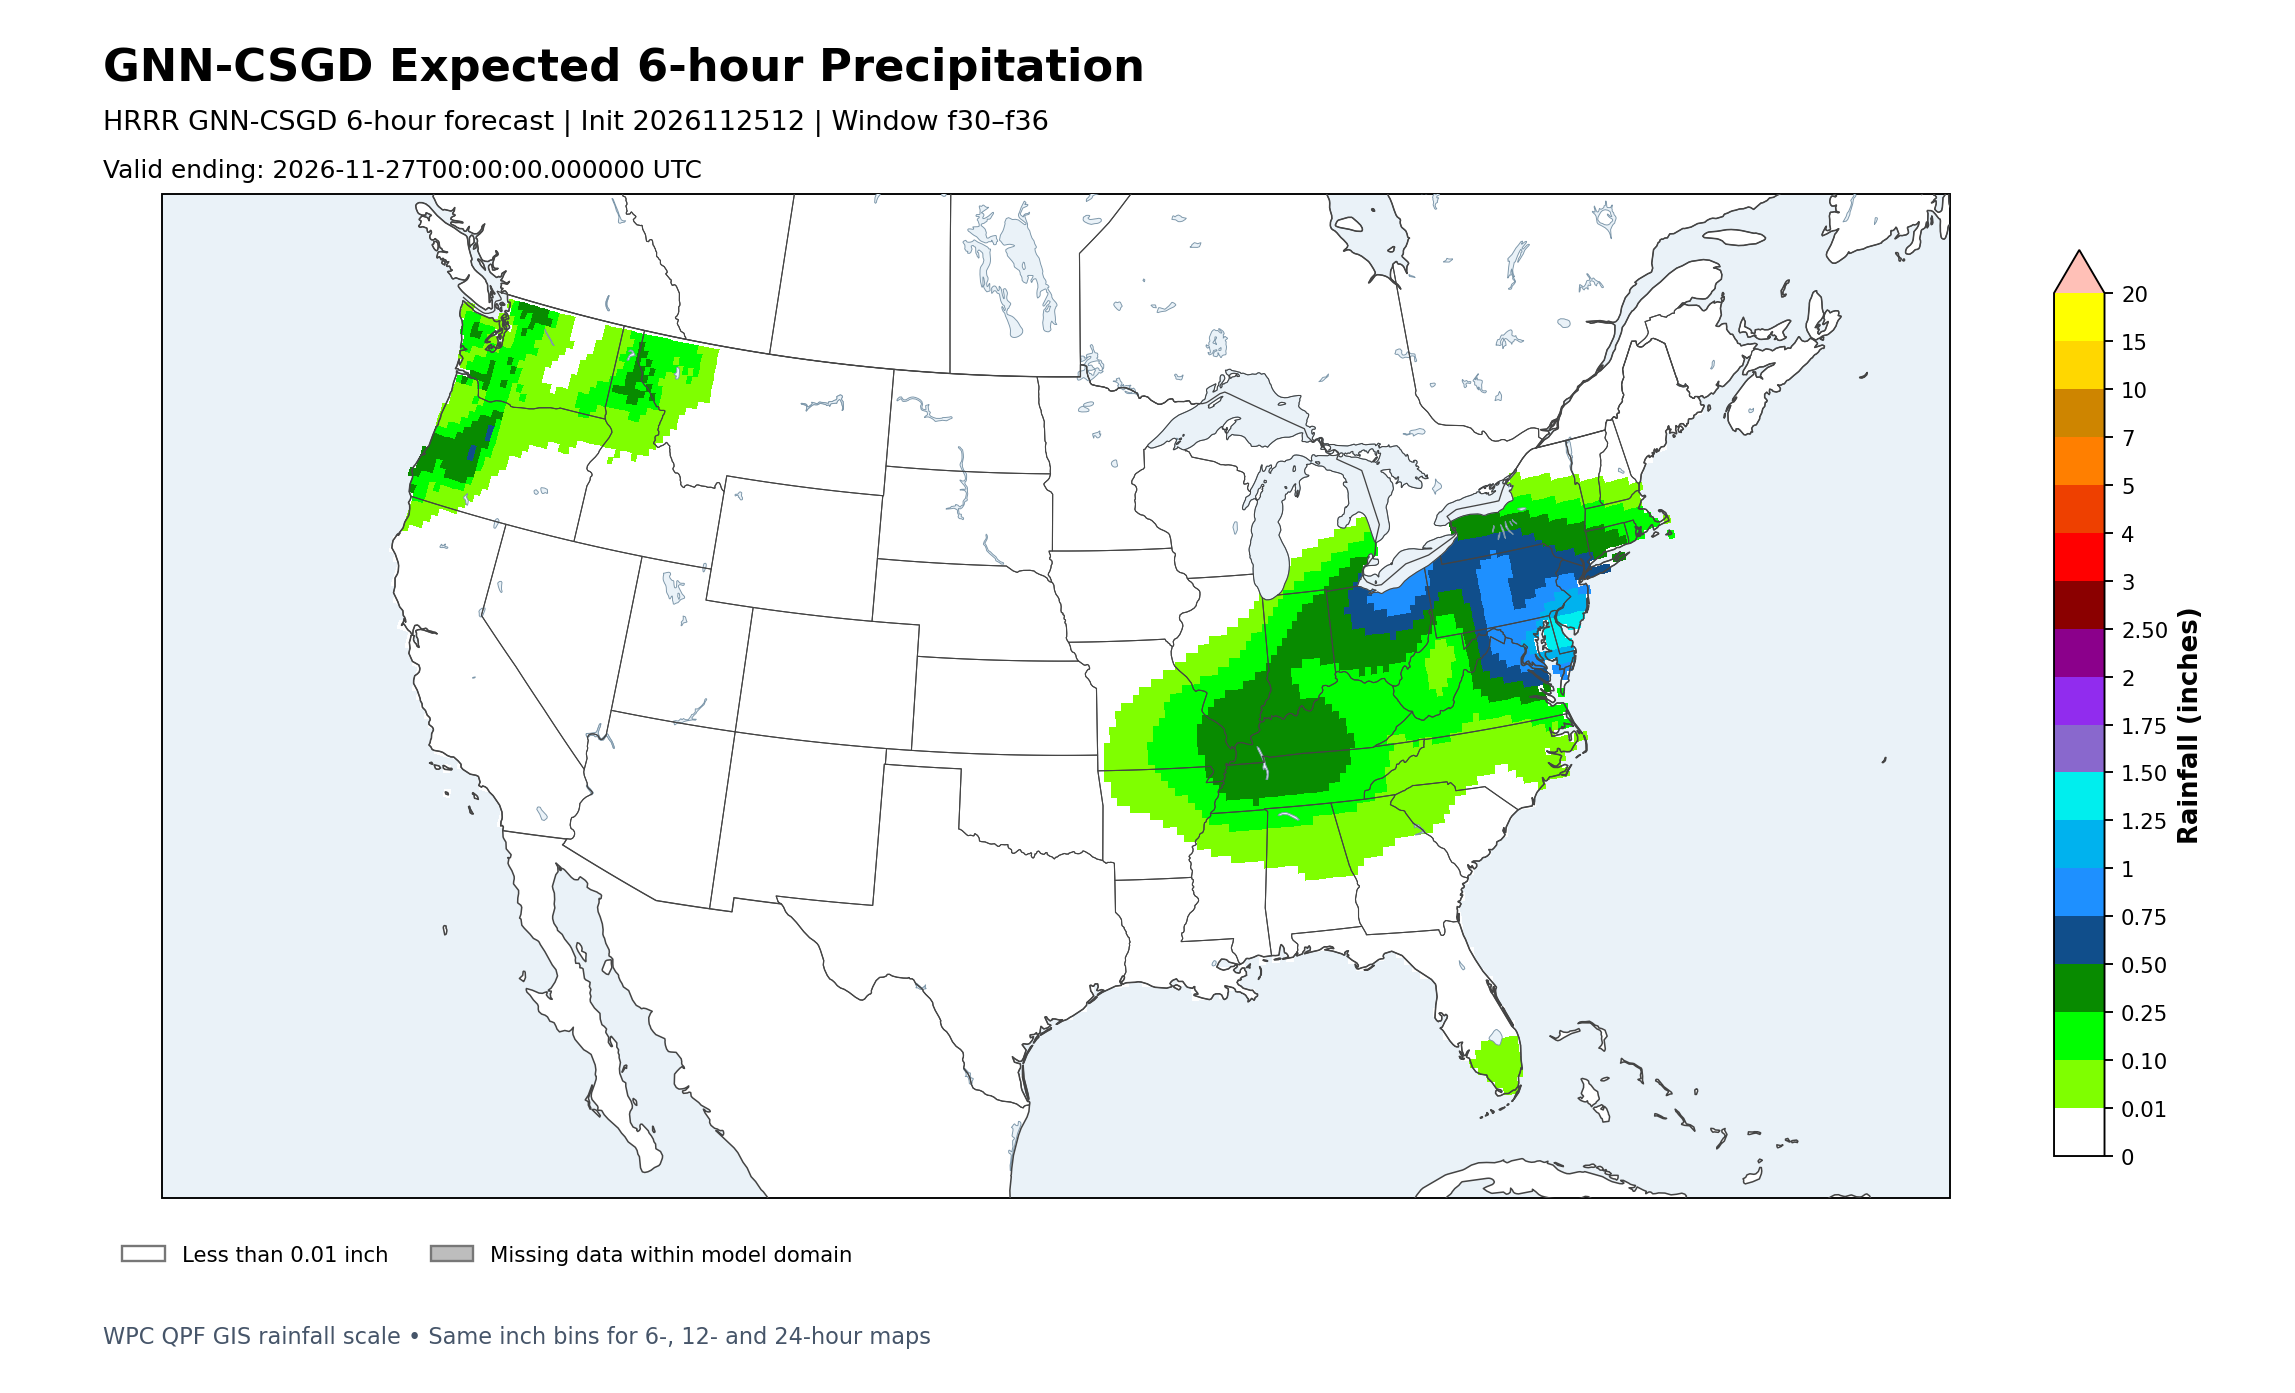 GNN-CSGD Expected 6-hour Precipitation
HRRR GNN-CSGD 6-hour forecast | Init 2026112512 | Window f30–f36
Valid ending: 2026-11-27T00:00:00.000000 UTC
20
15
10
7
5
4
3
2.50
2
1.75
1.50
1.25
1
0.75
0.50
0.25
0.10
0.01
0
Rainfall (inches)
Less than 0.01 inch
Missing data within model domain
WPC QPF GIS rainfall scale • Same inch bins for 6-, 12- and 24-hour maps